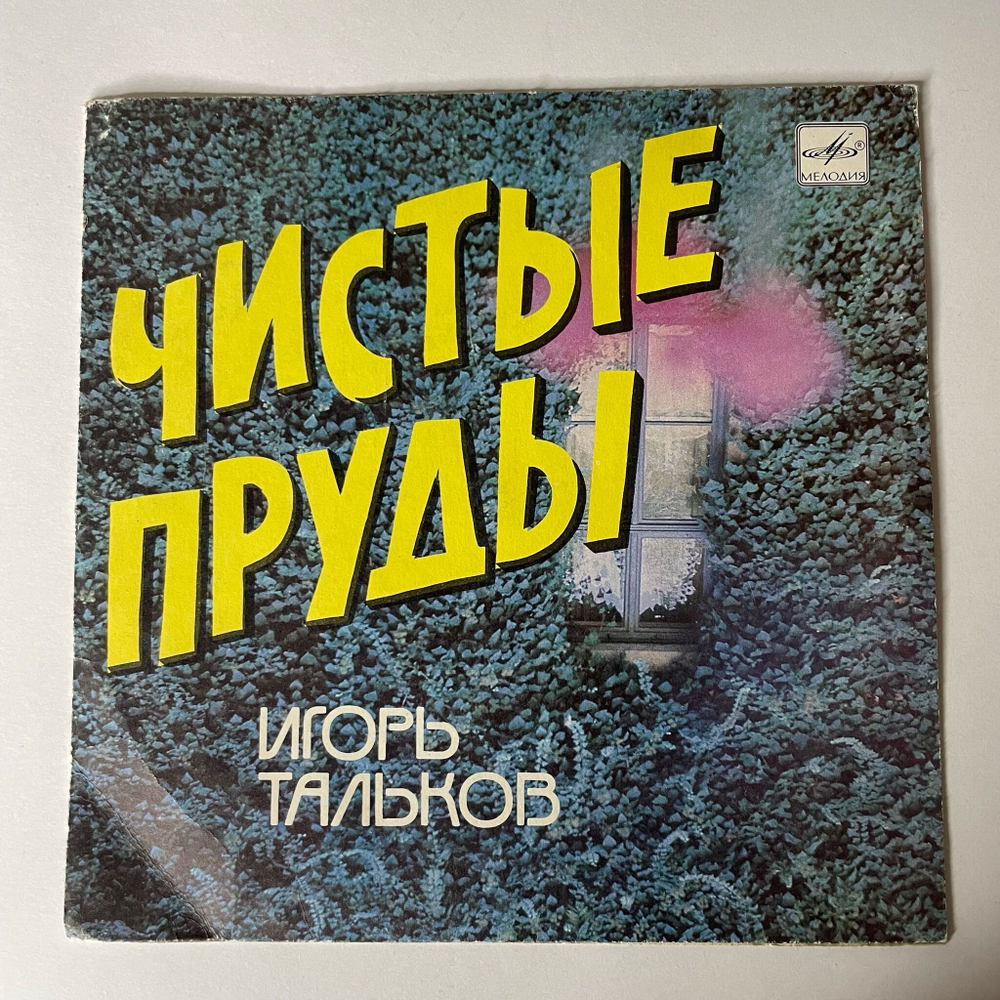 ЧИСТЫЕ
ПРУДЫ
ИГОРЬ
ТАЛЬКОВ
МЕЛОДИЯ
®